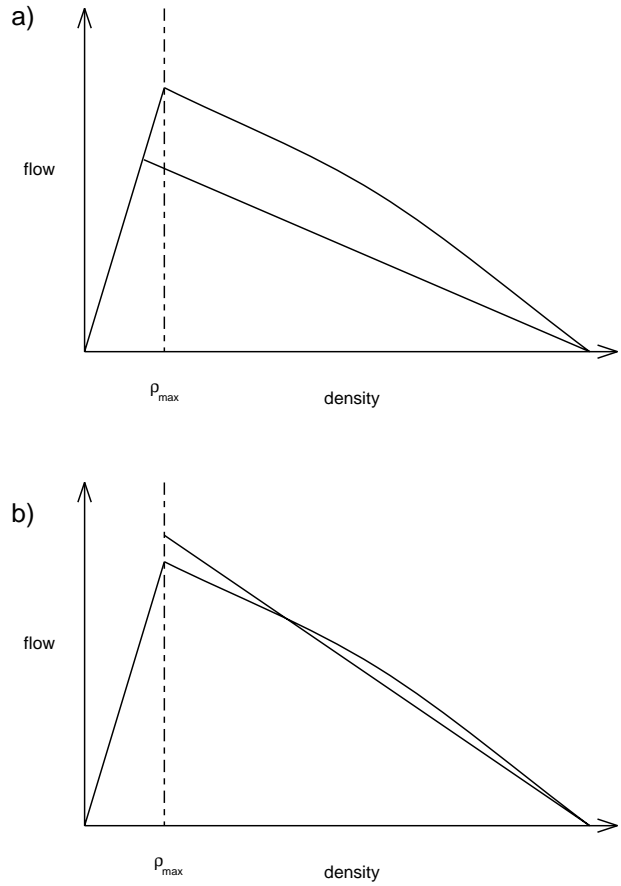 a)
flow
ρmax
density
b)
flow
ρmax
density